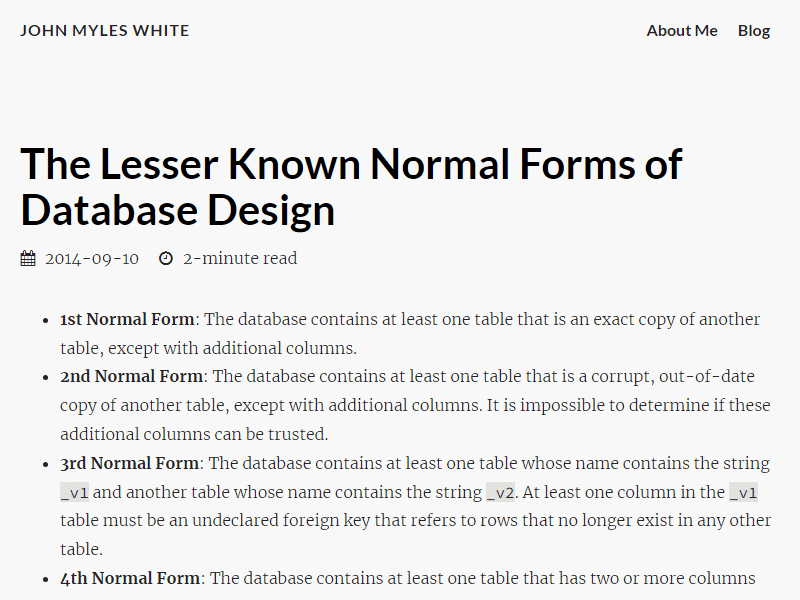 JOHN MYLES WHITE
About Me Blog
The Lesser Known Normal Forms of
Database Design
2014-09-10 2-minute read
• 1st Normal Form: The database contains at least one table that is an exact copy of another
table, except with additional columns.
• 2nd Normal Form: The database contains at least one table that is a corrupt, out-of-date
copy of another table, except with additional columns. It is impossible to determine if these
additional columns can be trusted.
• 3rd Normal Form: The database contains at least one table whose name contains the string
_v1 and another table whose name contains the string _v2. At least one column in the _v1
table must be an undeclared foreign key that refers to rows that no longer exist in any other
table.
• 4th Normal Form: The database contains at least one table that has two or more columns